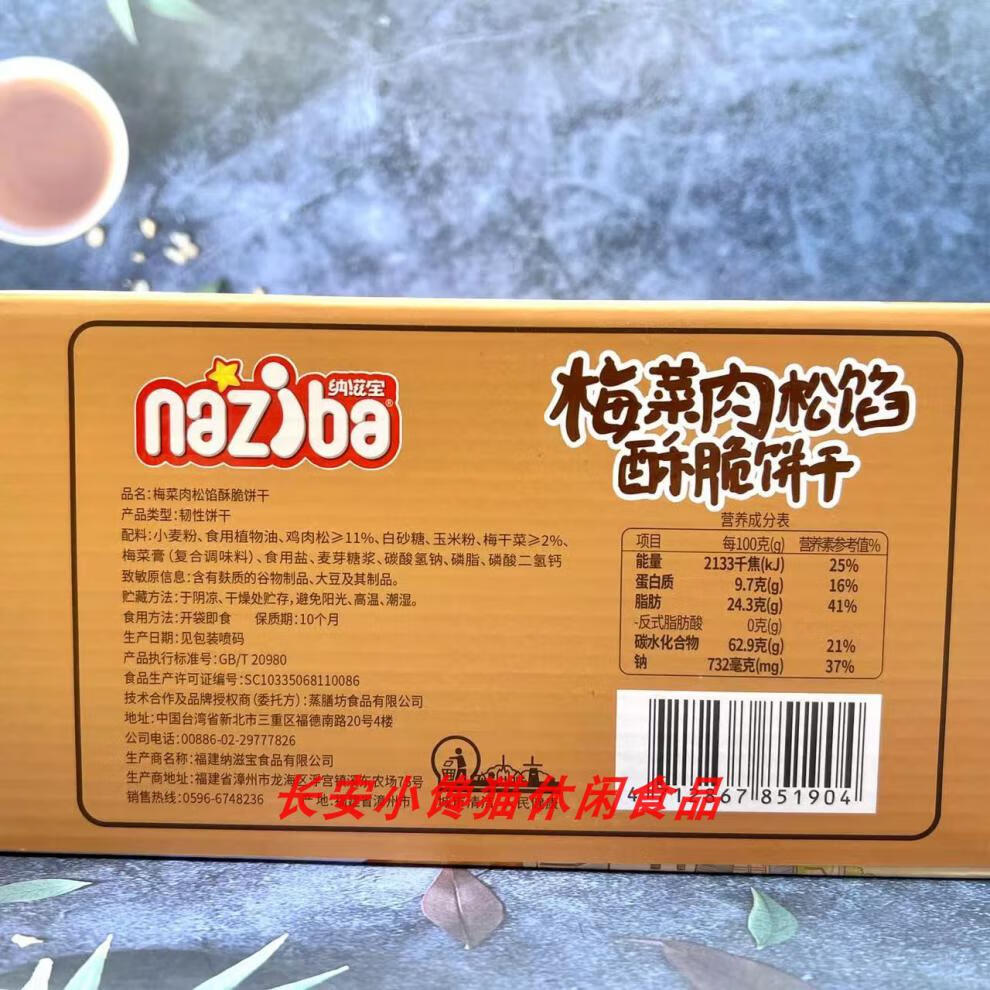 纳滋宝
naziba®
梅菜肉松馅
酥脆饼干
品名:梅菜肉松馅酥脆饼干
产品类型:韧性饼干
配料:小麦粉、食用植物油、鸡肉松≥11%、白砂糖、玉米粉、梅干菜≥2%、
梅菜膏(复合调味料)、食用盐、麦芽糖浆、碳酸氢钠、磷脂、磷酸二氢钙
致敏原信息:含有麸质的谷物制品、大豆及其制品。
贮藏方法:于阴凉、干燥处贮存,避免阳光、高温、潮湿。
食用方法:开袋即食 保质期:10个月
生产日期:见包装喷码
产品执行标准号:GB/T 20980
食品生产许可证编号:SC10335068110086
技术合作及品牌授权商(委托方):蒸膳坊食品有限公司
地址:中国台湾省新北市三重区福德南路20号4楼
公司电话:00886-02-29777826
生产商名称:福建纳滋宝食品有限公司
生产商地址:福建省漳州市龙海区 宫镇 东农场7 号
销售热线:0596-6748236 地:福建省漳州市
营养成分表
项目 每100克(g) 营养素参考值%
能量 2133千焦(kJ) 25%
蛋白质 9.7克(g) 16%
脂肪 24.3克(g) 41%
-反式脂肪酸 0克(g)
碳水化合物 62.9克(g) 21%
钠 732毫克(mg) 37%
851904
长安小馋猫休闲食品